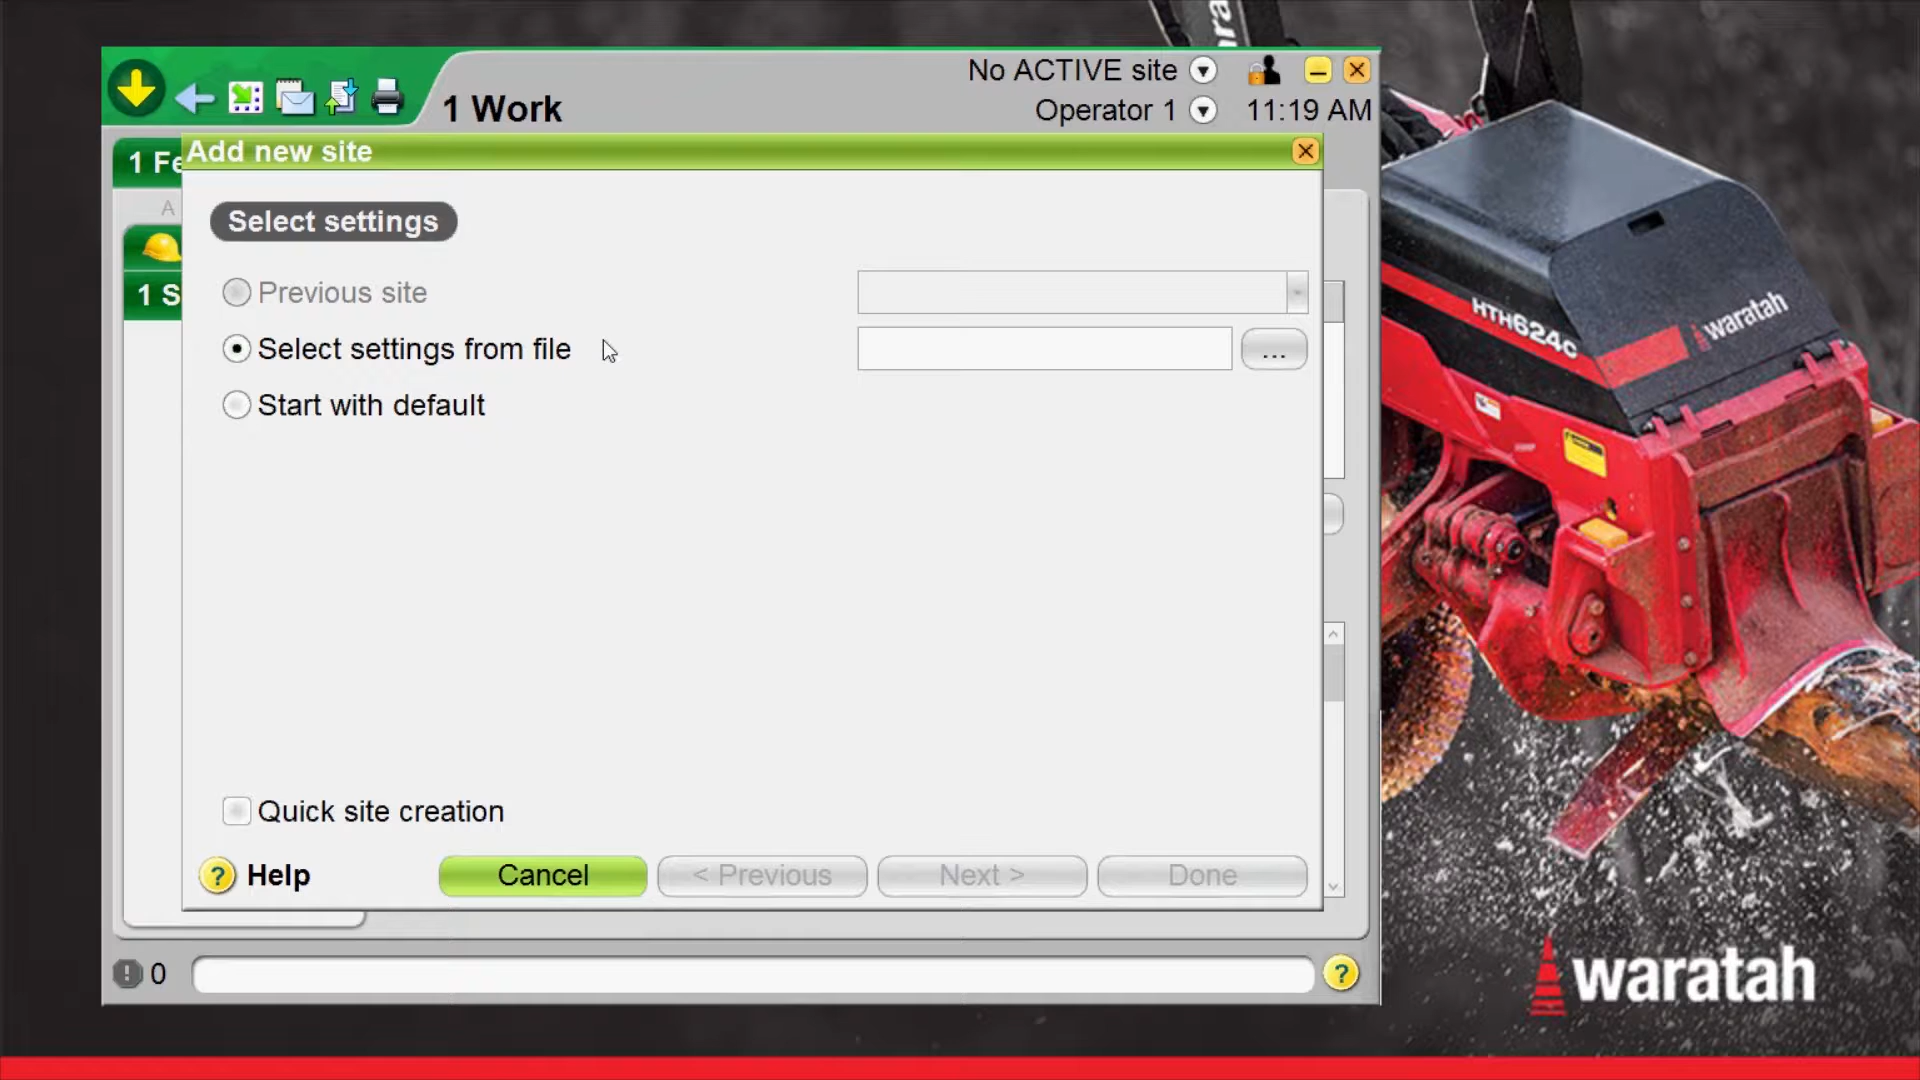 No ACTIVE site
1 Work
Operator 1
11:19 AM
1 Fe
Add new site
A
Select settings
Previous site
1 S
Select settings from file
...
Start with default
Quick site creation
? Help
Cancel
< Previous
Next >
Done
! 0
?
HTH624C
waratah
waratah